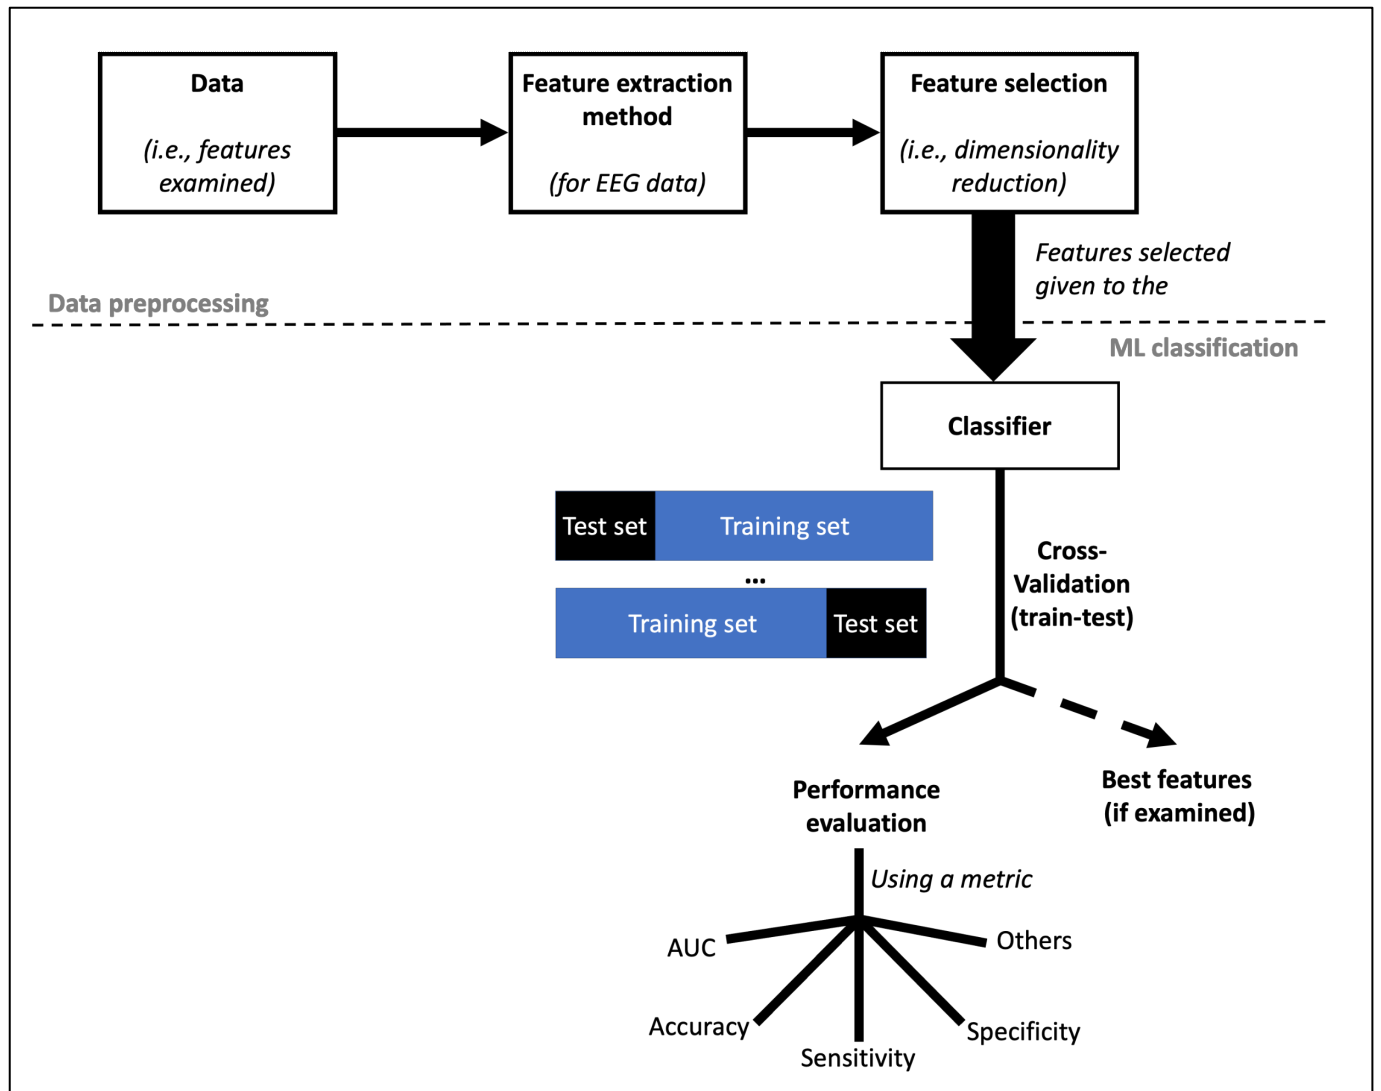 Data
(i.e., features
examined)
Feature extraction
method
(for EEG data)
Feature selection
(i.e., dimensionality
reduction)
Features selected
given to the
Data preprocessing
ML classification
Classifier
Test set
Training set
...
Training set
Test set
Cross-
Validation
(train-test)
Performance
evaluation
Best features
(if examined)
Using a metric
AUC
Others
Accuracy
Specificity
Sensitivity